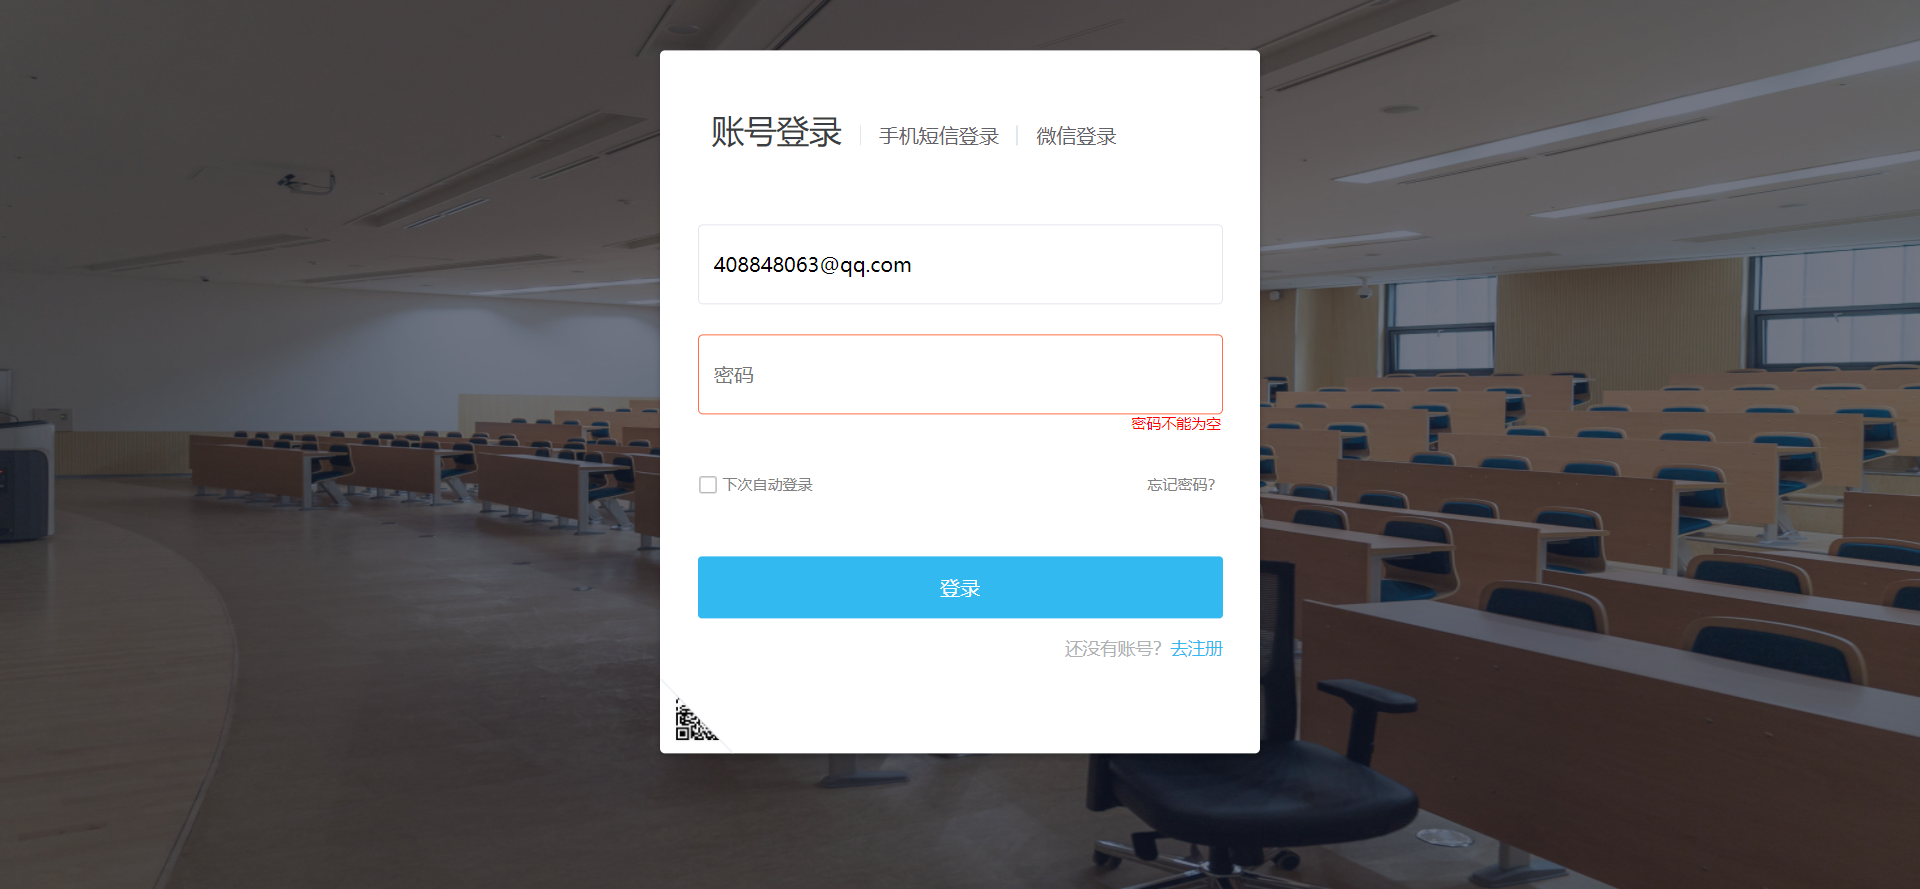 账号登录 手机短信登录 微信登录
408848063@qq.com
密码
密码不能为空
下次自动登录 忘记密码?
登录
还没有账号? 去注册